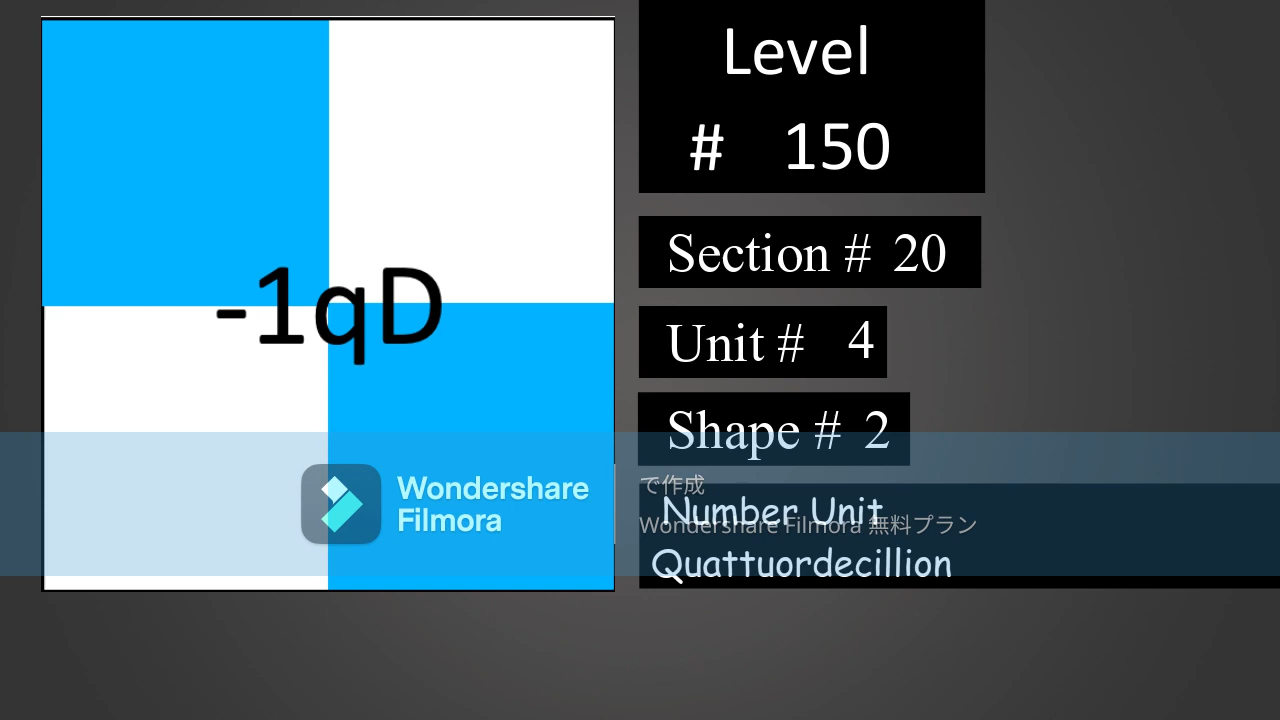 -1qD
Level
# 150
Section # 20
Unit # 4
Shape # 2
Number Unit
Quattuordecillion
Wondershare
Filmora
で作成
Wondershare Filmora 無料プラン